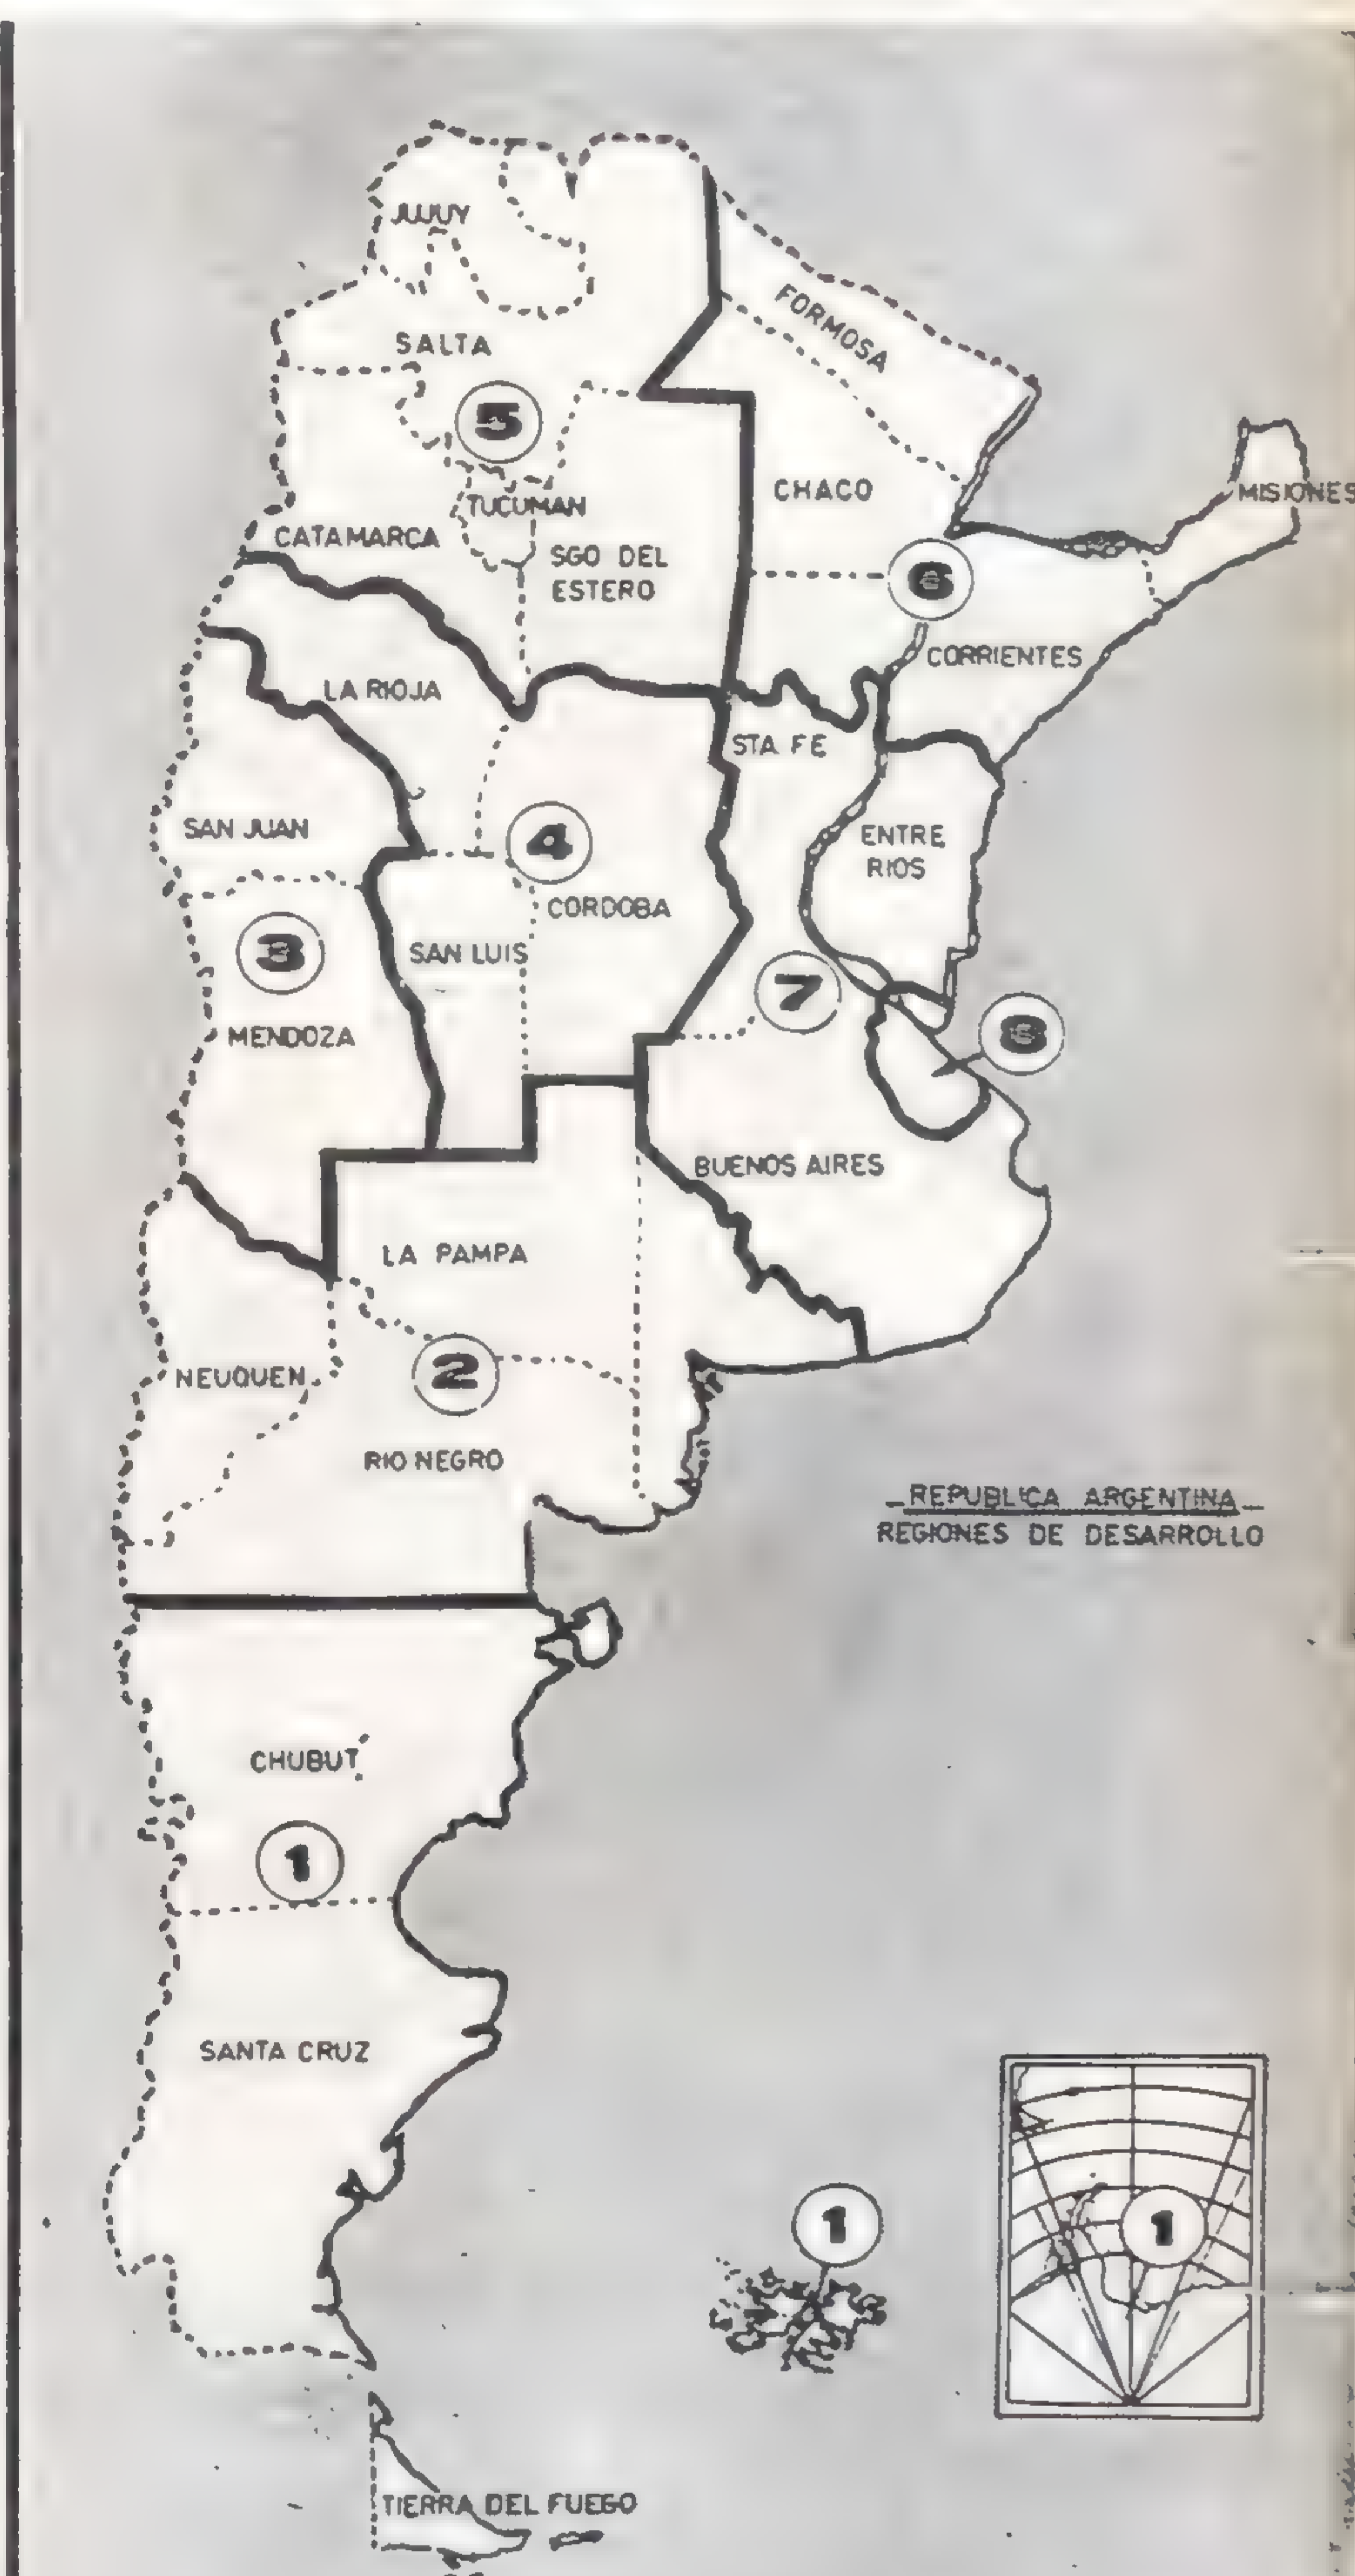 JUJUY
FORMOSA
SALTA
5
CHACO
MISIONES
TUCUMAN
CATAMARCA
SGO DEL
ESTERO
6
CORRIENTES
LA RIOJA
STA FE
SAN JUAN
4
ENTRE
RIOS
CORDOBA
3
SAN LUIS
7
MENDOZA
8
BUENOS AIRES
LA PAMPA
NEUQUEN
2
RIO NEGRO
REPUBLICA ARGENTINA
REGIONES DE DESARROLLO
CHUBUT
1
SANTA CRUZ
1
1
TIERRA DEL FUEGO